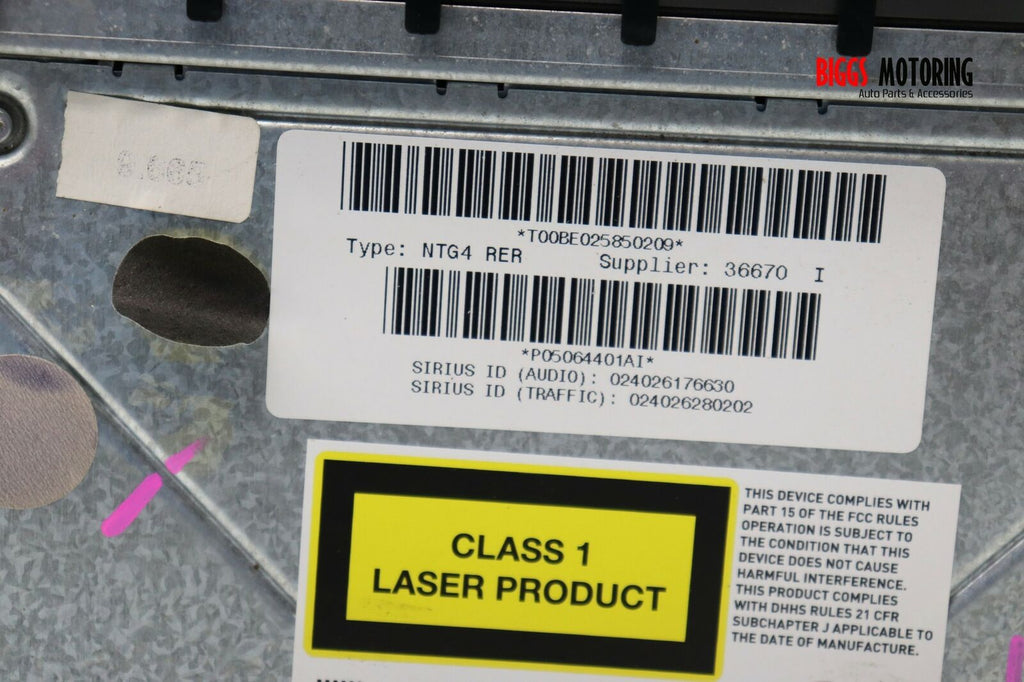 BIGGS MOTORING
Auto Parts & Accessories
8.605
*T00BE025850209*
Type: NTG4 RER Supplier: 36670 I
*P05064401AI*
SIRIUS ID (AUDIO): 024026176630
SIRIUS ID (TRAFFIC): 024026280202
CLASS 1
LASER PRODUCT
THIS DEVICE COMPLIES WITH
PART 15 OF THE FCC RULES
OPERATION IS SUBJECT TO
THE CONDITION THAT THIS
DEVICE DOES NOT CAUSE
HARMFUL INTERFERENCE.
THIS PRODUCT COMPLIES
WITH DHHS RULES 21 CFR
SUBCHAPTER J APPLICABLE TO
THE DATE OF MANUFACTURE.